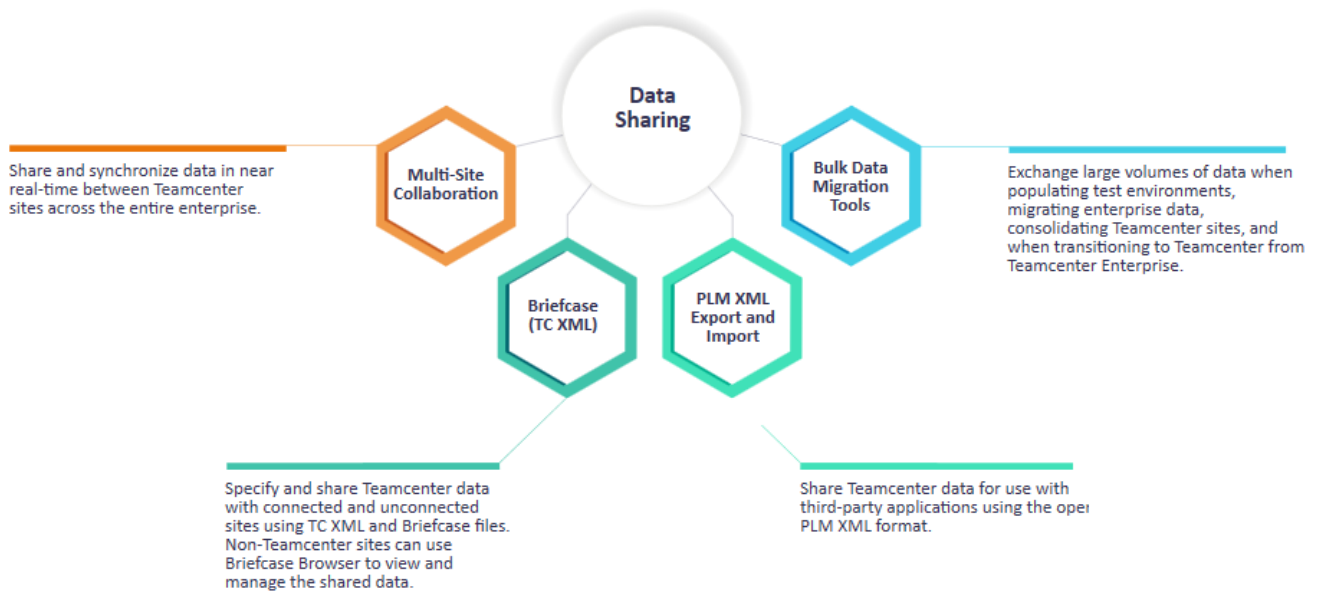 Data
Sharing
Multi-Site
Collaboration
Share and synchronize data in near
real-time between Teamcenter
sites across the entire enterprise.
Briefcase
(TC XML)
Specify and share Teamcenter data
with connected and unconnected
sites using TC XML and Briefcase files.
Non-Teamcenter sites can use
Briefcase Browser to view and
manage the shared data.
PLM XML
Export and
Import
Share Teamcenter data for use with
third-party applications using the
PLM XML format.
Bulk Data
Migration
Tools
Exchange large volumes of data when
populating test environments,
migrating enterprise data,
consolidating Teamcenter sites, and
when transitioning to Teamcenter from
Teamcenter Enterprise.